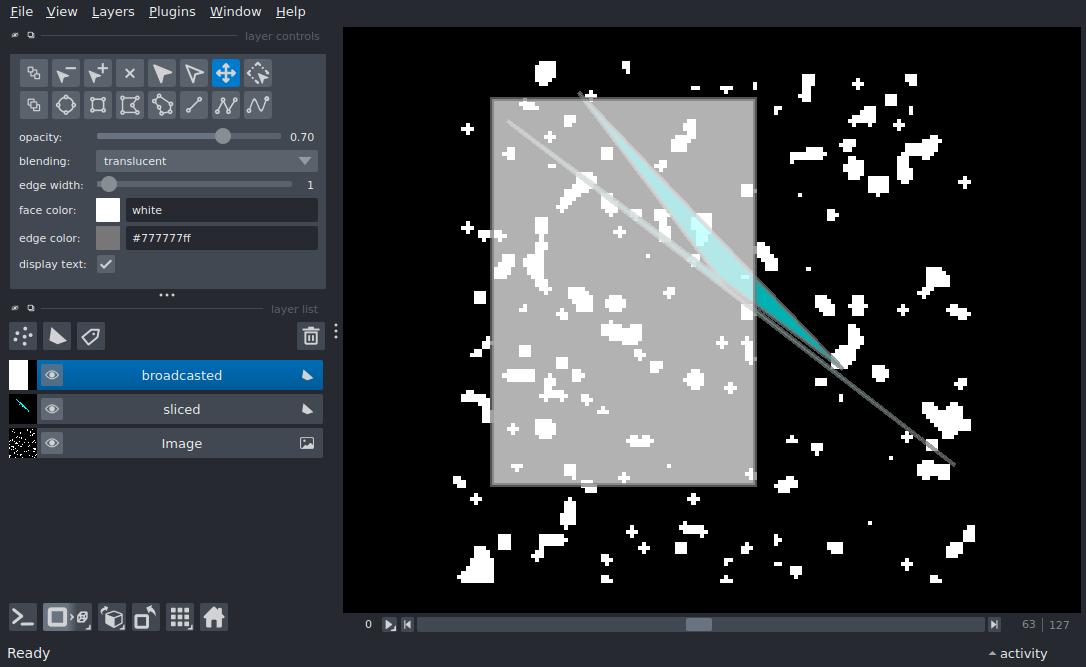 File View Layers Plugins Window Help
layer controls
opacity: 0.70
blending: translucent
edge width: 1
face color: white
edge color: #777777ff
display text:
layer list
broadcasted
sliced
Image
0 63 127
Ready activity